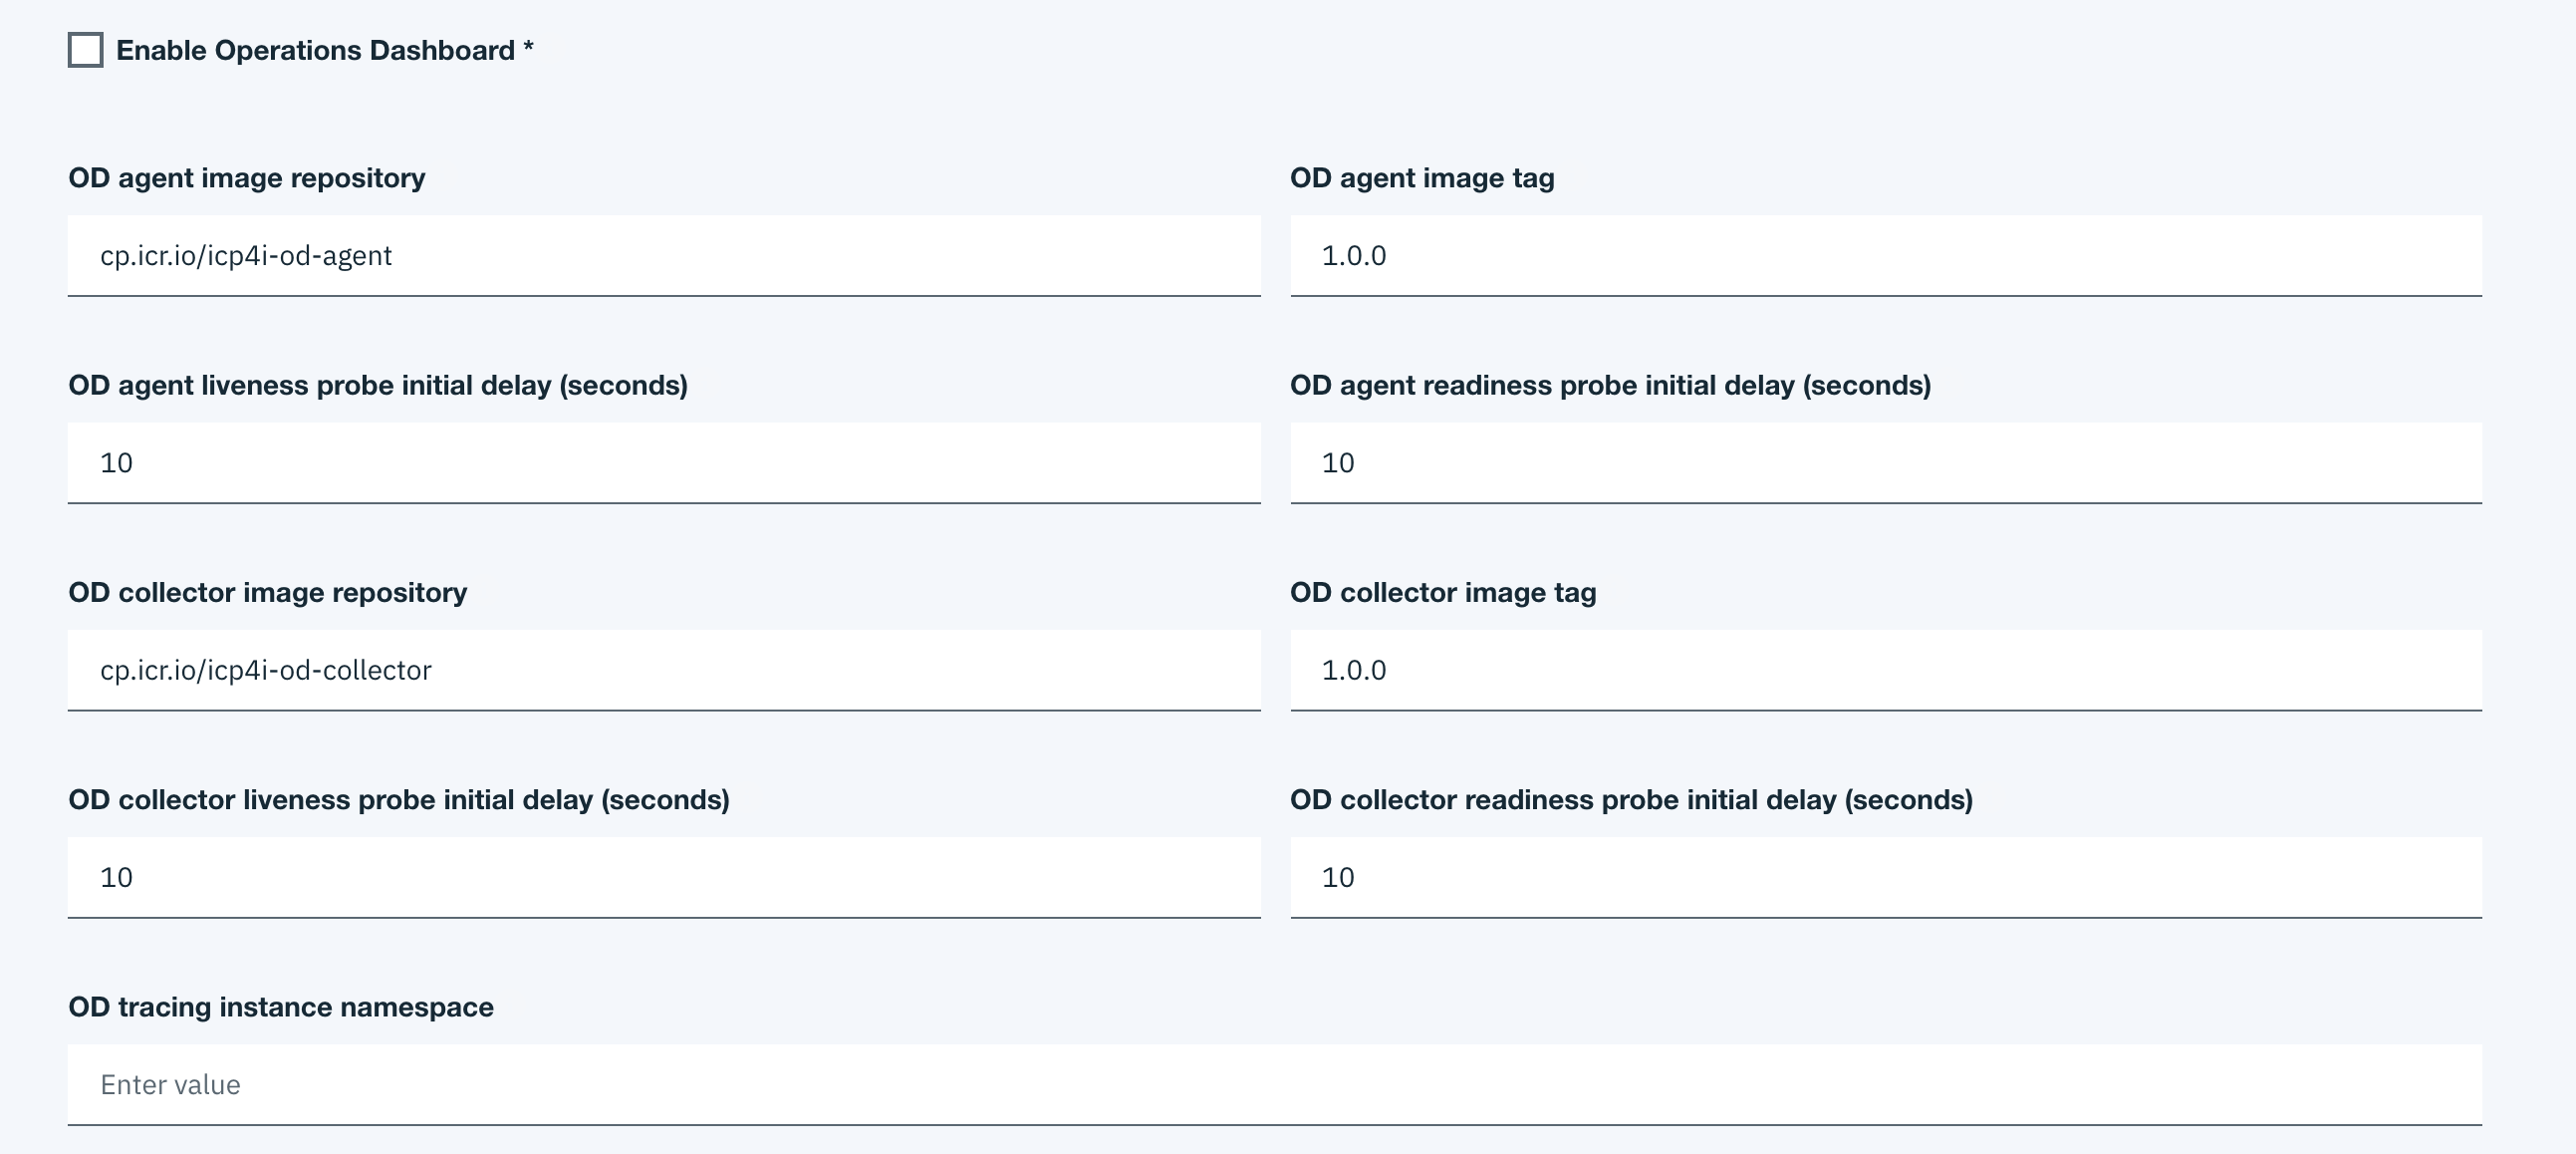 Enable Operations Dashboard *
OD agent image repository
OD agent image tag
cp.icr.io/icp4i-od-agent
1.0.0
OD agent liveness probe initial delay (seconds)
OD agent readiness probe initial delay (seconds)
10
10
OD collector image repository
OD collector image tag
cp.icr.io/icp4i-od-collector
1.0.0
OD collector liveness probe initial delay (seconds)
OD collector readiness probe initial delay (seconds)
10
10
OD tracing instance namespace
Enter value